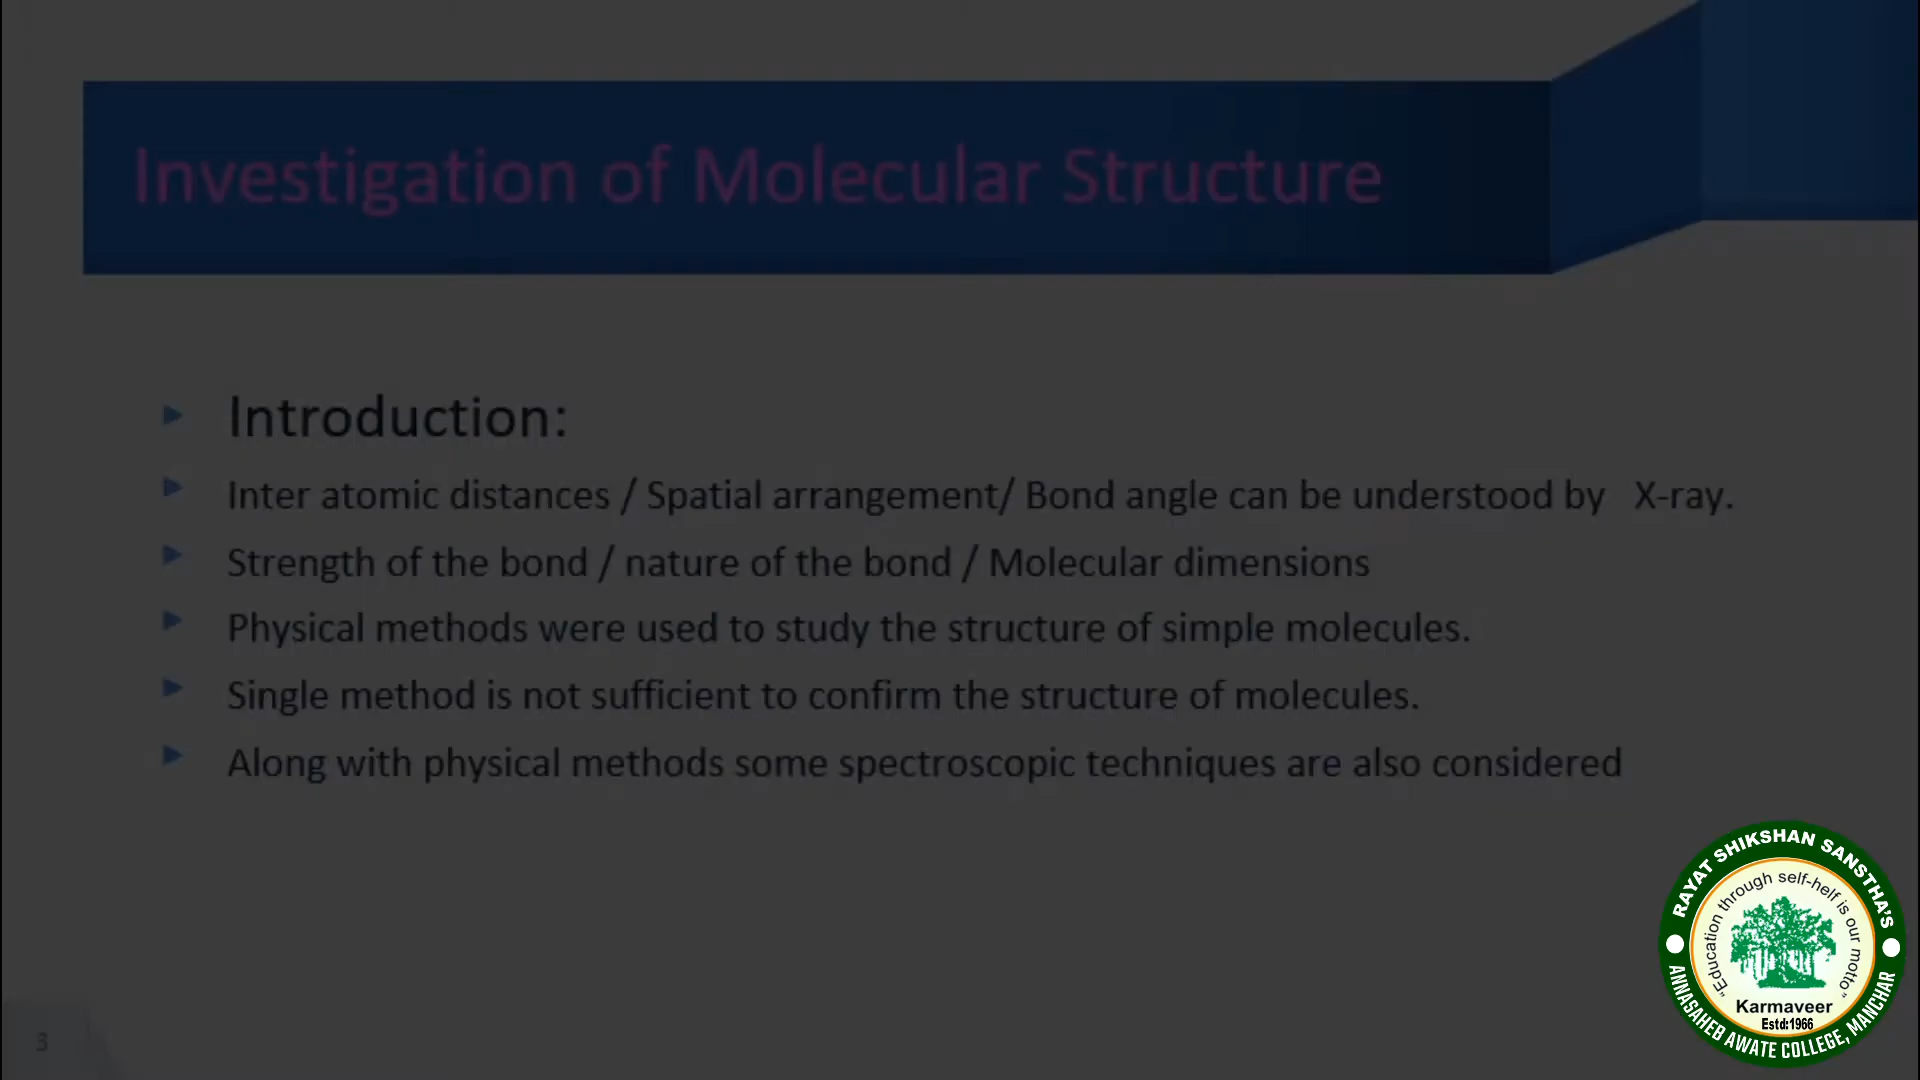 Investigation of Molecular Structure
Introduction:
Inter atomic distances / Spatial arrangement/ Bond angle can be understood by X-ray.
Strength of the bond / nature of the bond / Molecular dimensions
Physical methods were used to study the structure of simple molecules.
Single method is not sufficient to confirm the structure of molecules.
Along with physical methods some spectroscopic techniques are also considered
3
RAYAT SHIKSHAN SANSTHA'S
"Education through self-helf is our motto"
Karmaveer
Estd:1966
ANNASAHEB AWATE COLLEGE, MANCHAR